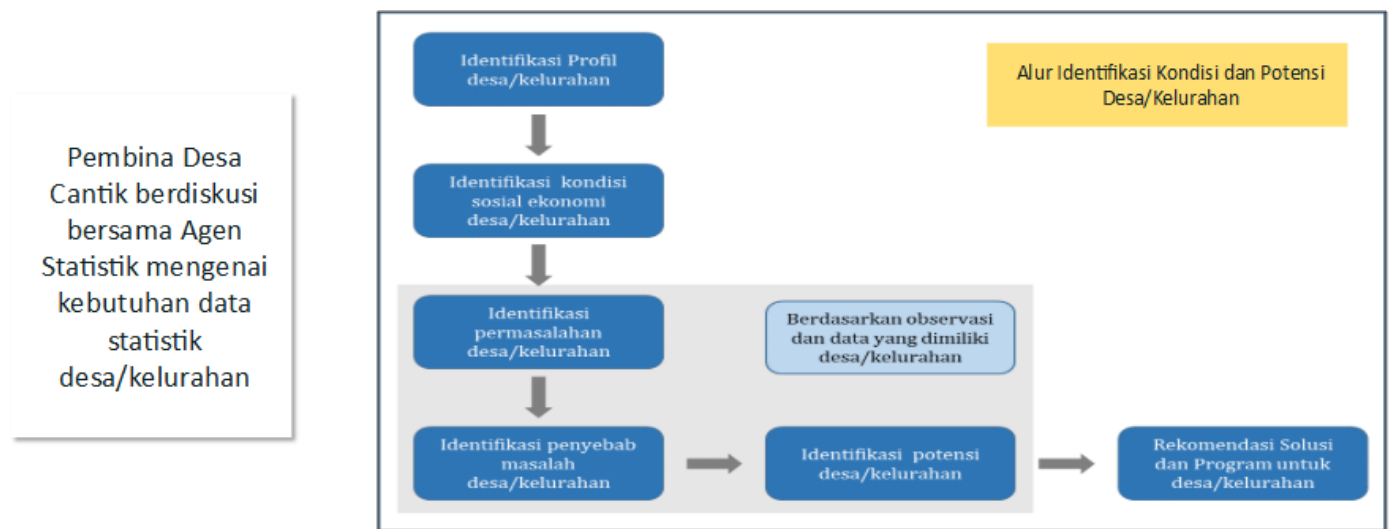 Pembina Desa
Cantik berdiskusi
bersama Agen
Statistik mengenai
kebutuhan data
statistik
desa/kelurahan
Alur Identifikasi Kondisi dan Potensi
Desa/Kelurahan
Identifikasi Profil
desa/kelurahan
Identifikasi kondisi
sosial ekonomi
desa/kelurahan
Identifikasi
permasalahan
desa/kelurahan
Berdasarkan observasi
dan data yang dimiliki
desa/kelurahan
Identifikasi penyebab
masalah
desa/kelurahan
Identifikasi potensi
desa/kelurahan
Rekomendasi Solusi
dan Program untuk
desa/kelurahan